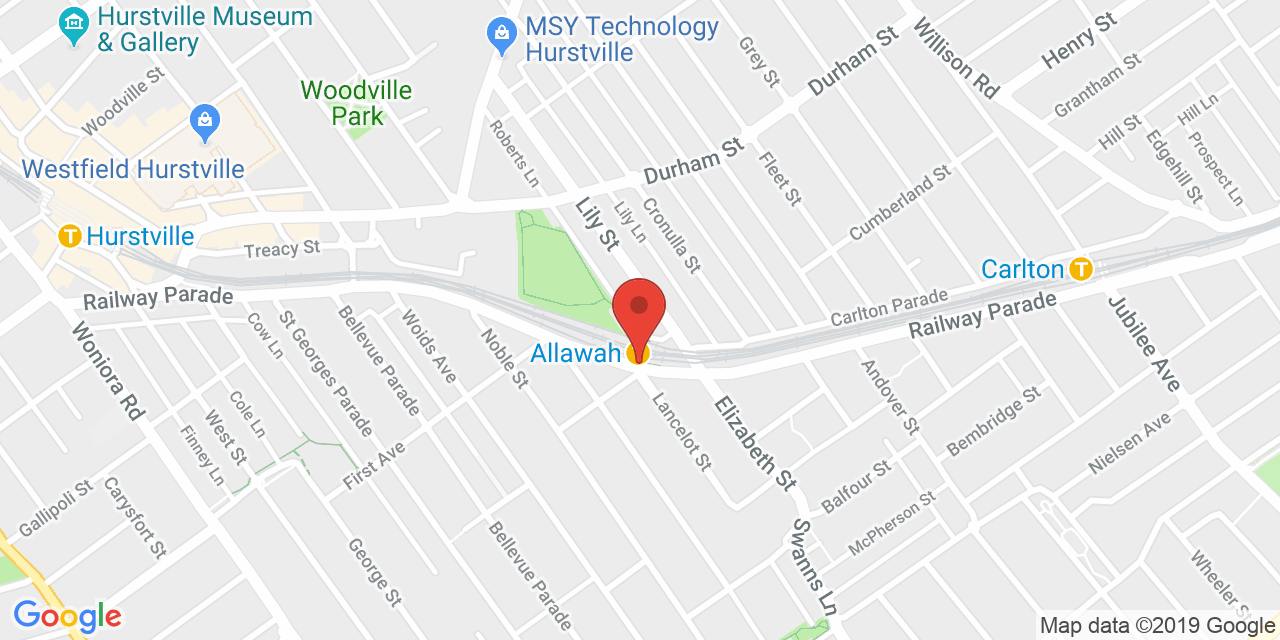 Hurstville Museum
& Gallery
MSY Technology
Hurstville
Woodville St
Woodville
Park
Westfield Hurstville
Grey St
Durham St
Willison Rd
Henry St
Grantham St
Hill Ln
Hill St
Edgehill St
Prospect Ln
Roberts Ln
Durham St
Fleet St
Cumberland St
Lily St
Lily Ln
Cronulla St
T
Hurstville
Treacy St
Railway Parade
Carlton
T
Carlton Parade
Railway Parade
Jubilee Ave
Woniora Rd
Cow Ln
St Georges Parade
Bellevue Parade
Woids Ave
Noble St
Allawah
Lancelot St
Elizabeth St
Andover St
Bembridge St
Nielsen Ave
Cole Ln
West St
Finney Ln
First Ave
Balfour St
McPherson St
Swanns Ln
Gallipoli St
Carysfort St
George St
Bellevue Parade
Wheeler St
Google
Map data ©2019 Google